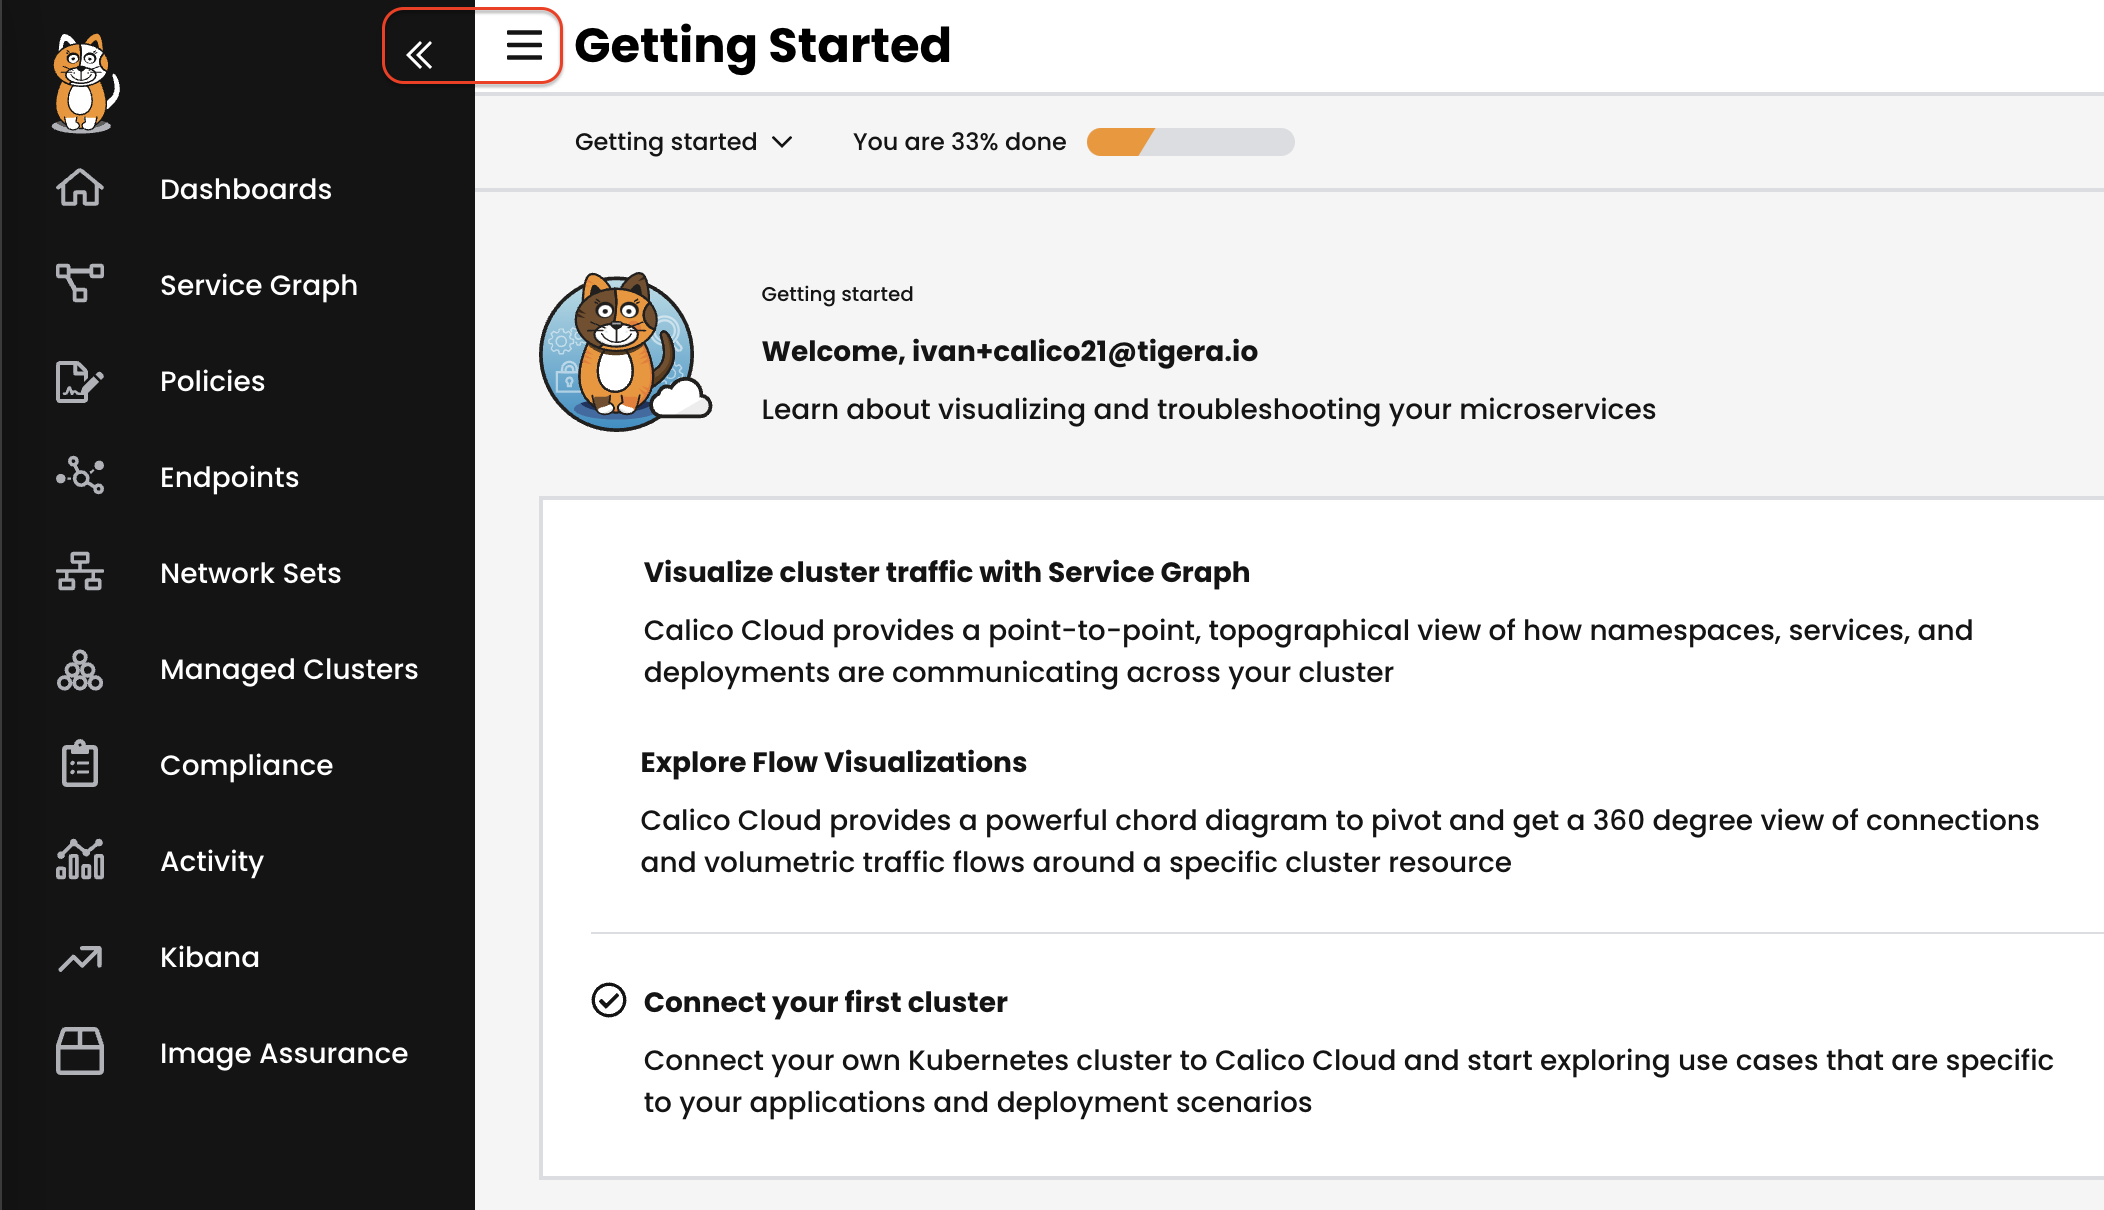 Getting Started
Getting started
You are 33% done
Dashboards
Service Graph
Policies
Endpoints
Network Sets
Managed Clusters
Compliance
Activity
Kibana
Image Assurance
Getting started
Welcome, ivan+calico21@tigera.io
Learn about visualizing and troubleshooting your microservices
Visualize cluster traffic with Service Graph
Calico Cloud provides a point-to-point, topographical view of how namespaces, services, and
deployments are communicating across your cluster
Explore Flow Visualizations
Calico Cloud provides a powerful chord diagram to pivot and get a 360 degree view of connections
and volumetric traffic flows around a specific cluster resource
Connect your first cluster
Connect your own Kubernetes cluster to Calico Cloud and start exploring use cases that are specific
to your applications and deployment scenarios